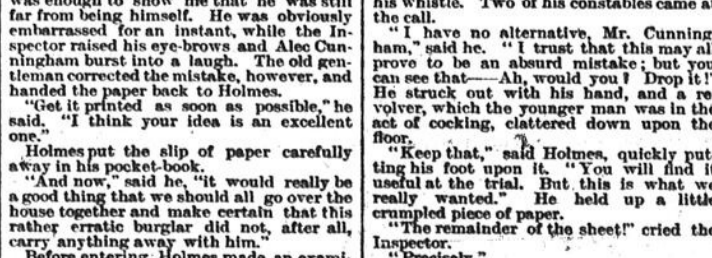 was enough to show me that he was still
far from being himself. He was obviously
embarrassed for an instant, while the In-
spector raised his eye-brows and Alec Cun-
ningham burst into a laugh. The old gen-
tleman corrected the mistake, however, and
handed the paper back to Holmes.
"Get it printed as soon as possible," he
said. "I think your idea is an excellent
one."
Holmes put the slip of paper carefully
away in his pocket-book.
"And now," said he, "it would really be
a good thing that we should all go over the
house together and make certain that this
rather erratic burglar did not, after all,
carry anything away with him."
Before entering, Holmes made an exami-
his whistle. Two of his constables came a
the call.
"I have no alternative, Mr. Cunning
ham," said he. "I trust that this may al
prove to be an absurd mistake; but you
can see that—Ah, would you? Drop it!"
He struck out with his hand, and a re
volver, which the younger man was in the
act of cocking, clattered down upon the
floor.
"Keep that," said Holmes, quickly put
ting his foot upon it. "You will find it
useful at the trial. But this is what we
really wanted." He held up a little
crumpled piece of paper.
"The remainder of the sheet!" cried the
Inspector.
"Precisely."